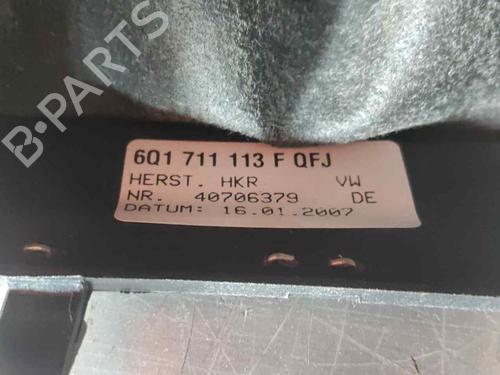 B-PARTS
6Q1 711 113 F QFJ
HERST. HKR VW
NR. 40706379 DE
DATUM: 16.01.2007